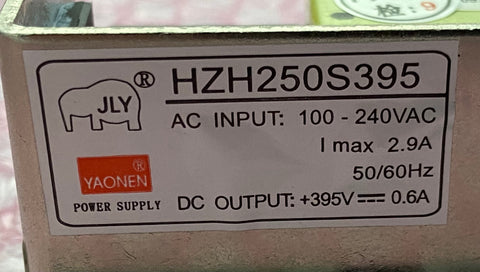 检
JLY®
HZH250S395
AC INPUT: 100 - 240VAC
I max 2.9A
50/60Hz
®
YAONEN
POWER SUPPLY
DC OUTPUT: +395V⎓0.6A